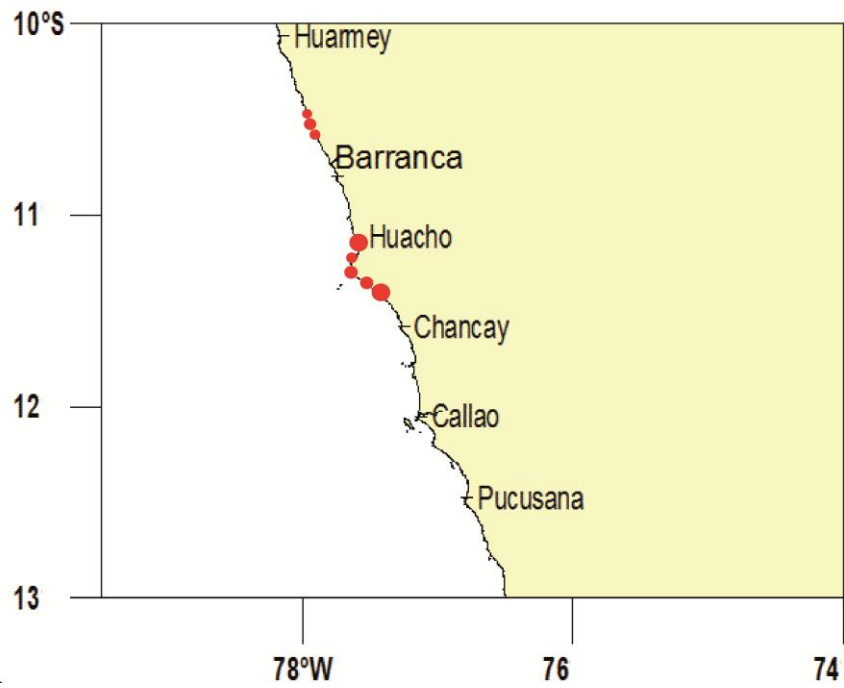 10ºS
Huarmey
Barranca
11
Huacho
Chancay
12
Callao
Pucusana
13
78ºW
76
74